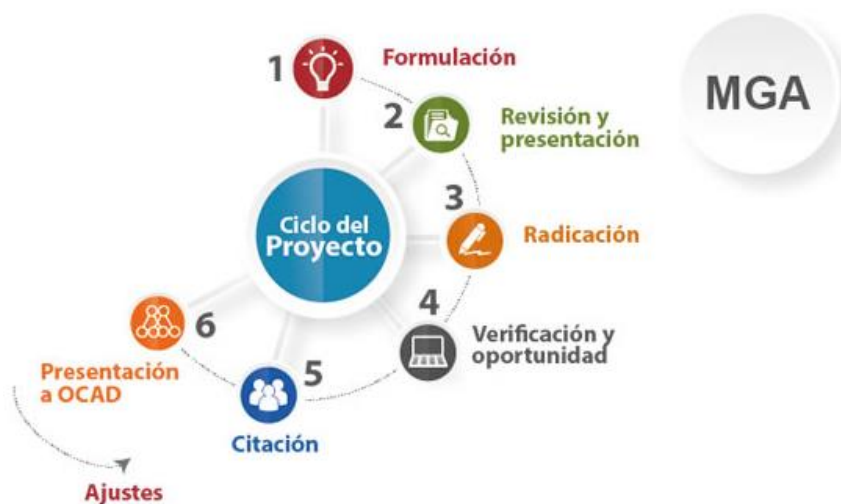 MGA
1
Formulación
2
Revisión y
presentación
3
Radicación
4
Verificación y
oportunidad
5
Citación
6
Presentación
a OCAD
Ajustes
Ciclo del
Proyecto